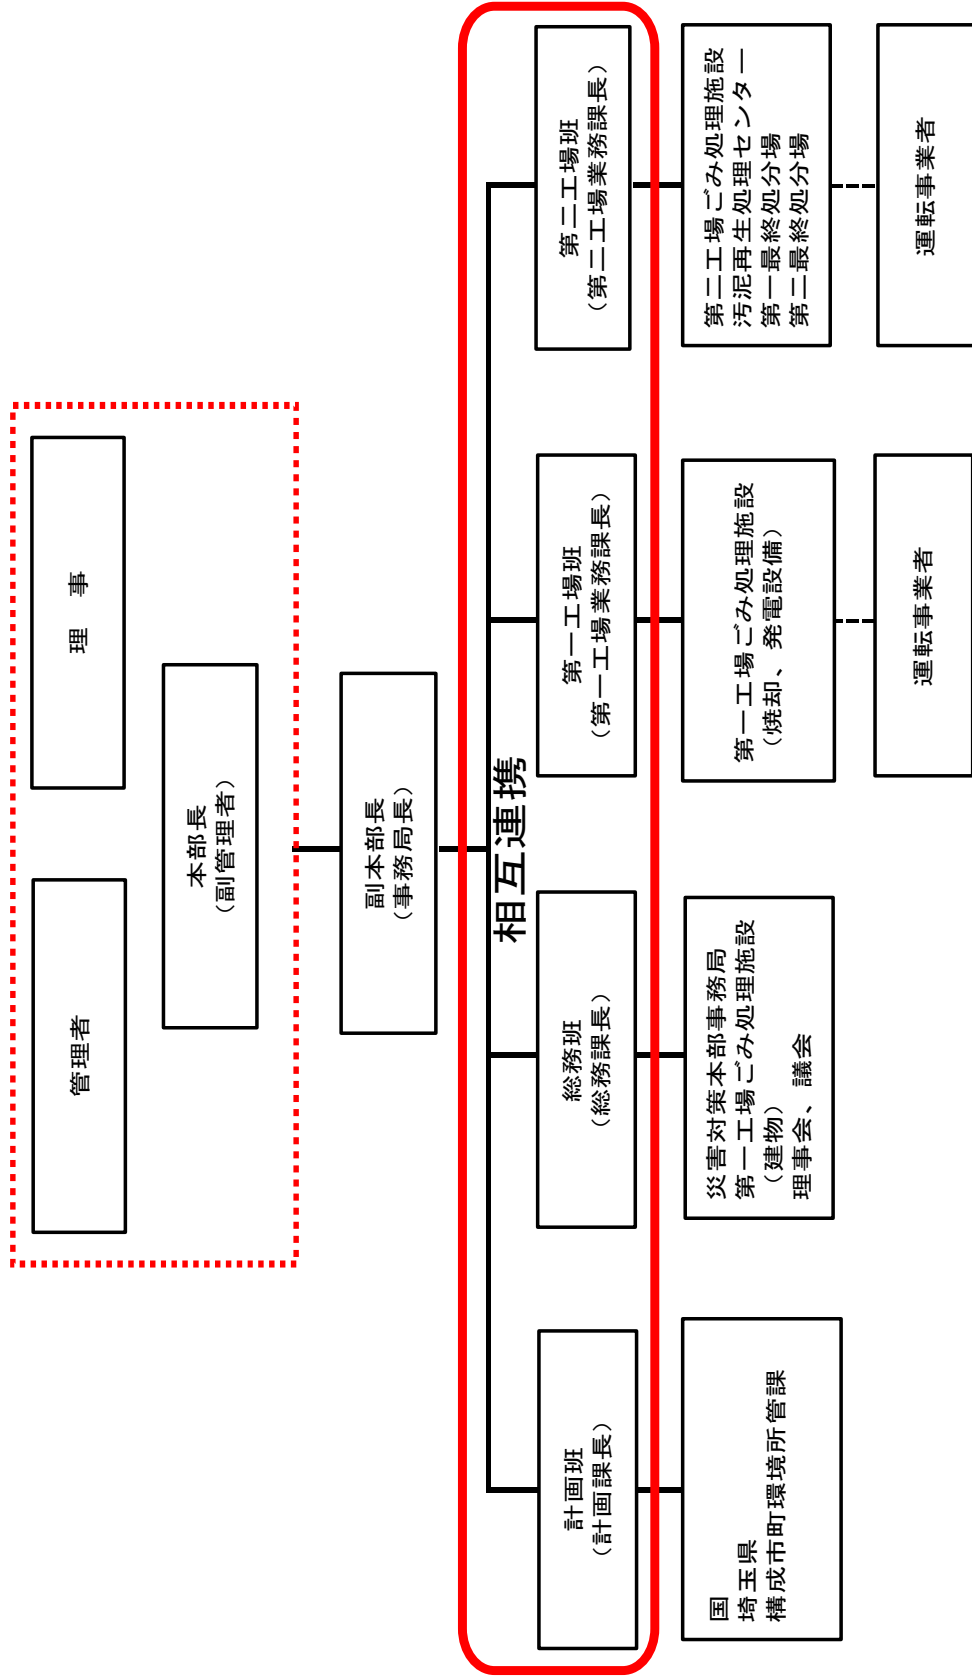 管理者
理　事
本部長
（副管理者）
副本部長
（事務局長）
相互連携
計画班
（計画課長）
総務班
（総務課長）
第一工場班
（第一工場業務課長）
第二工場班
（第二工場業務課長）
国
埼玉県
構成市町環境所管課
災害対策本部事務局
第一工場ごみ処理施設
（建物）
理事会、議会
第一工場ごみ処理施設
（焼却、発電設備）
第二工場ごみ処理施設
汚泥再生処理センター
第一最終処分場
第二最終処分場
運転事業者
運転事業者